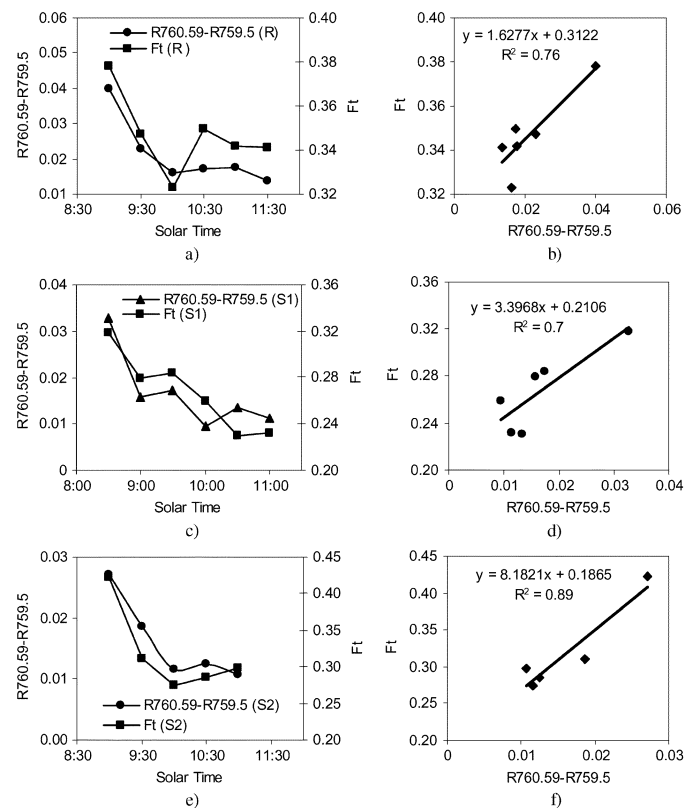 0.06
0.05
0.04
0.03
0.02
0.01
R760.59-R759.5
R760.59-R759.5 (R)
Ft (R )
0.40
0.38
0.36
0.34
0.32
Ft
8:30 9:30 10:30 11:30
Solar Time
a)
0.40
0.38
0.36
0.34
0.32
Ft
y = 1.6277x + 0.3122
R² = 0.76
0 0.02 0.04 0.06
R760.59-R759.5
b)
0.04
0.03
0.02
0.01
0
R760.59-R759.5
R760.59-R759.5 (S1)
Ft (S1)
0.36
0.32
0.28
0.24
0.20
Ft
8:00 9:00 10:00 11:00
Solar Time
c)
0.36
0.32
0.28
0.24
0.20
Ft
y = 3.3968x + 0.2106
R² = 0.7
0 0.01 0.02 0.03 0.04
R760.59-R759.5
d)
0.03
0.02
0.01
0.00
R760.59-R759.5
R760.59-R759.5 (S2)
Ft (S2)
0.45
0.40
0.35
0.30
0.25
0.20
Ft
8:30 9:30 10:30 11:30
Solar Time
e)
0.45
0.40
0.35
0.30
0.25
0.20
Ft
y = 8.1821x + 0.1865
R² = 0.89
0 0.01 0.02 0.03
R760.59-R759.5
f)